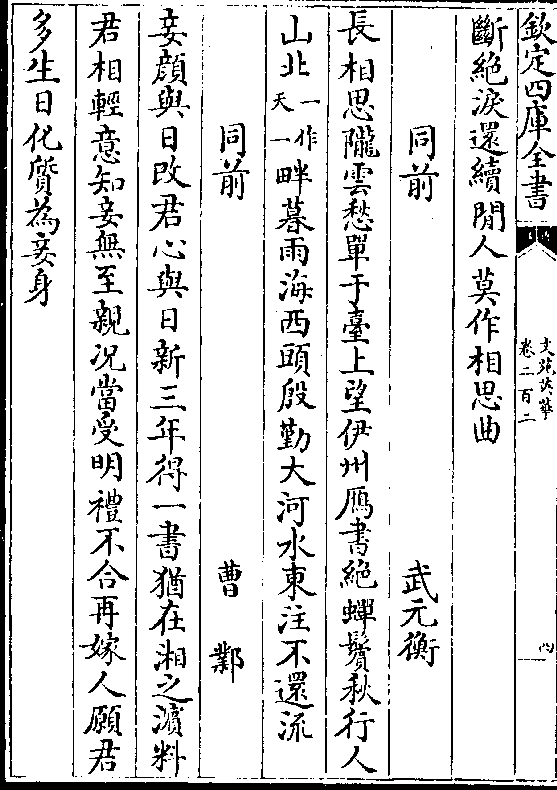 欽定四庫全書
文苑英華
卷二百二
斷絶淚還續閒人莫作相思曲
同前 武元衡
長相思隴雲愁單于臺上望伊州鴈書絶蟬鬢秋行人
山北天一作一畔暮雨海西頭殷勤大河水東注不還流
同前 曹鄴
妾顔與日改君心與日新三年得一書猶在湘之濵料
君相輕意知妾無至親况當受明禮不合再嫁人願君
多生日化質為妾身